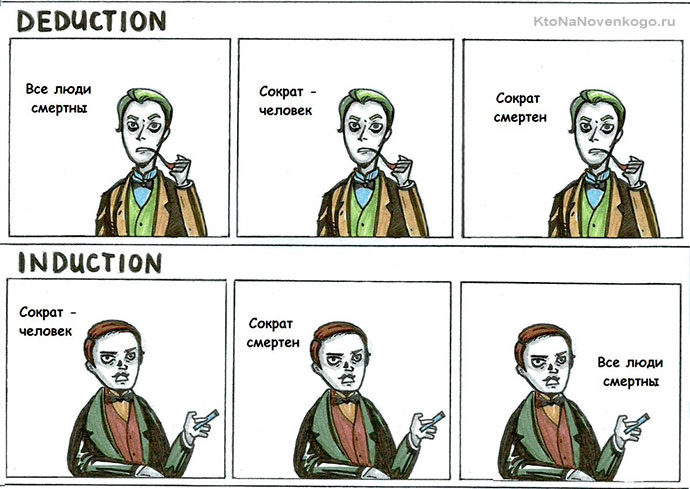 DEDUCTION
KtoNaNovenkogo.ru
Все люди
смертны
Сократ -
человек
Сократ
смертен
INDUCTION
Сократ -
человек
Сократ
смертен
Все люди
смертны